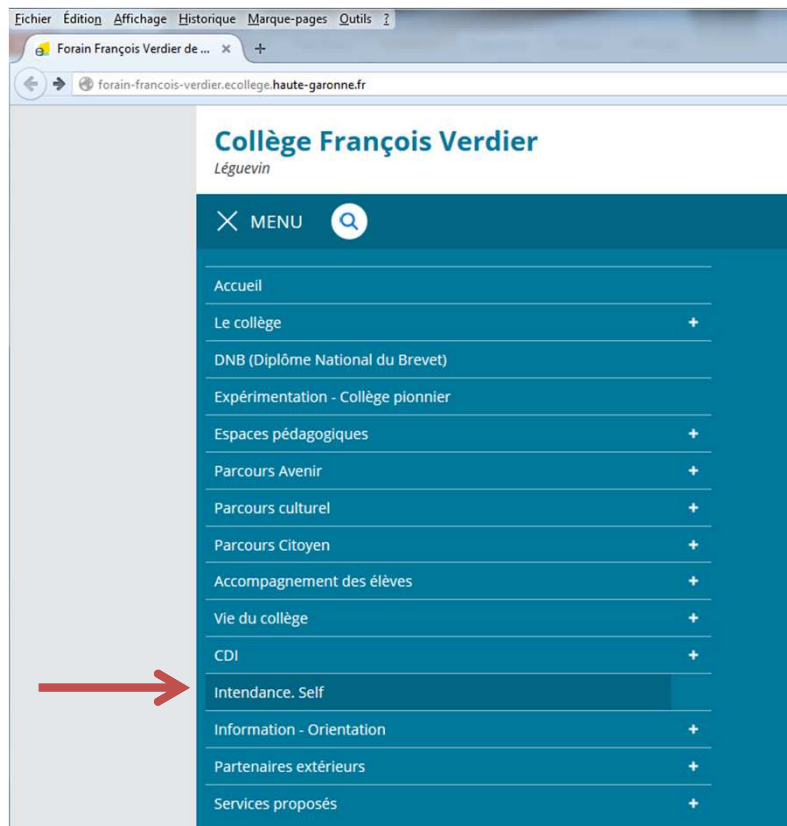 Fichier Édition Affichage Historique Marque-pages Outils ?
Forain François Verdier de ... × +
forain-francois-verdier.ecollege.haute-garonne.fr
Collège François Verdier
Léguevin
MENU
Accueil
Le collège +
DNB (Diplôme National du Brevet)
Expérimentation - Collège pionnier
Espaces pédagogiques +
Parcours Avenir +
Parcours culturel +
Parcours Citoyen +
Accompagnement des élèves +
Vie du collège +
CDI +
Intendance. Self
Information - Orientation +
Partenaires extérieurs +
Services proposés +